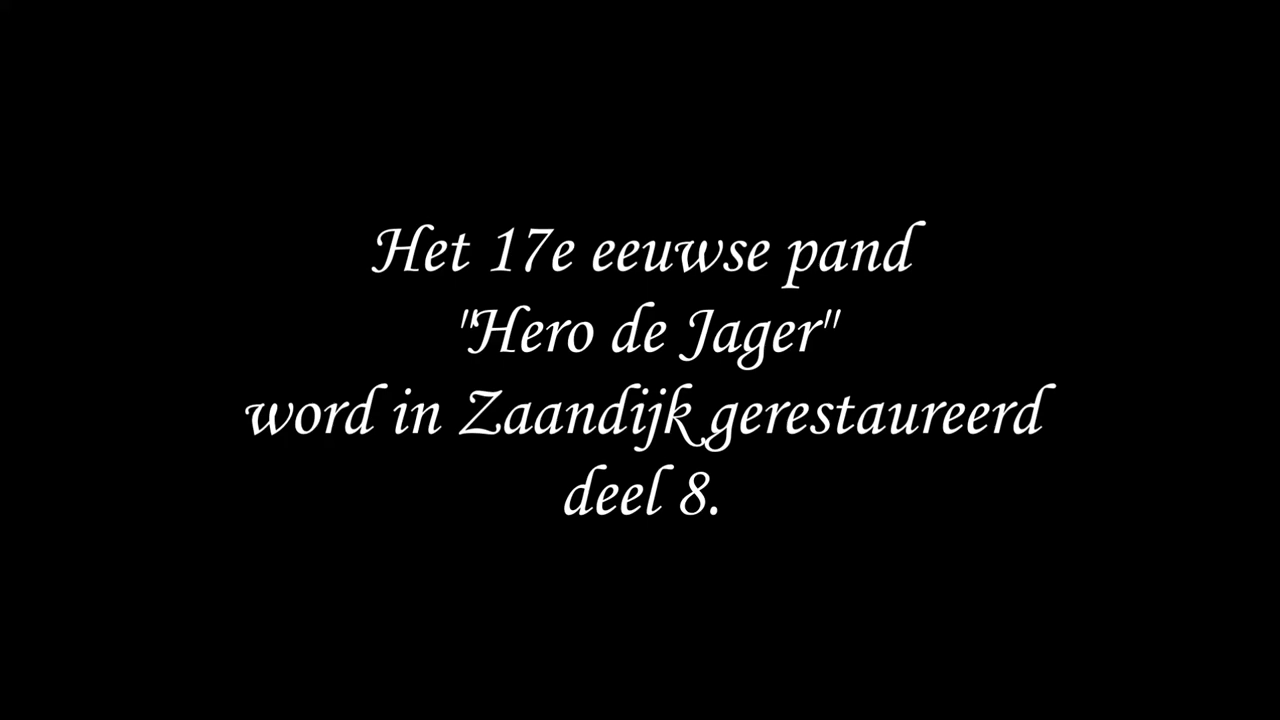 Het 17e eeuwse pand
"Hero de Jager"
word in Zaandijk gerestaureerd
deel 8.